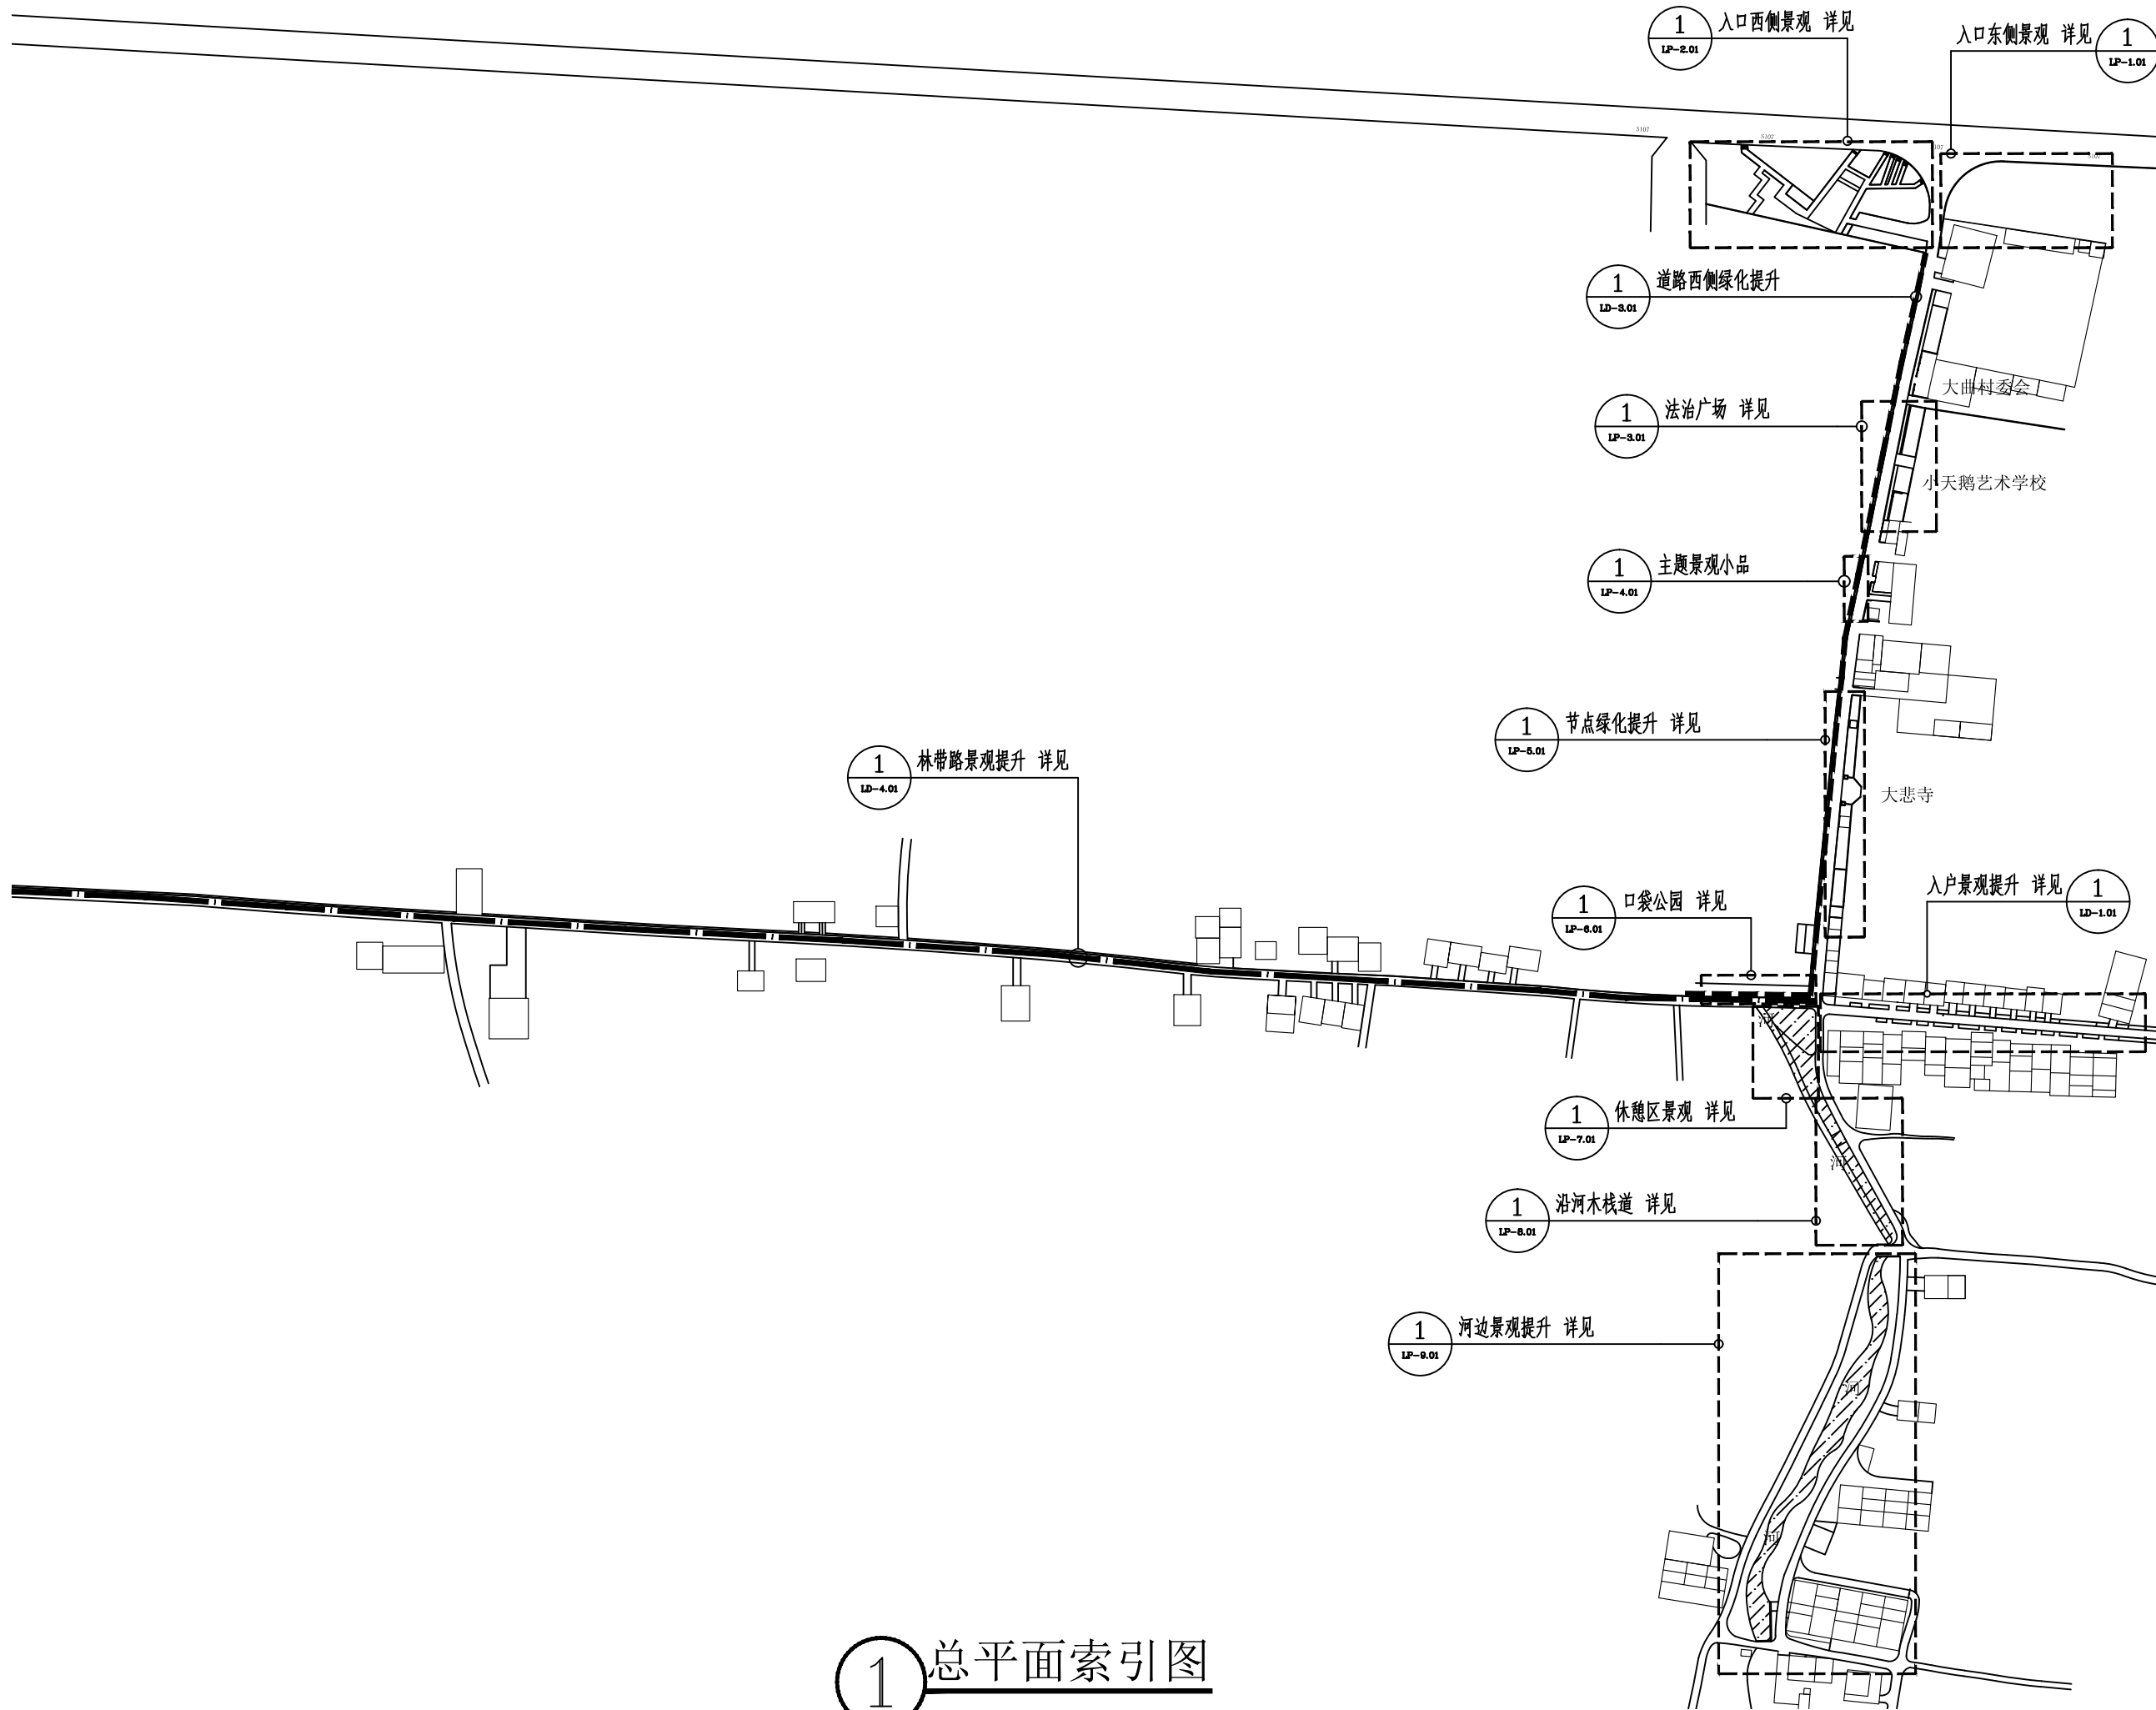 1 入口西侧景观 详见
LP-2.01
入口东侧景观 详见 1
LP-1.01
S107
S102
107
S102
1 道路西侧绿化提升
LD-3.01
大曲村委会
1 法治广场 详见
LP-3.01
小天鹅艺术学校
1 主题景观小品
LP-4.01
1 节点绿化提升 详见
LP-5.01
1 林带路景观提升 详见
LD-4.01
大悲寺
1 口袋公园 详见
LP-6.01
入户景观提升 详见 1
LD-1.01
河
1 休憩区景观 详见
LP-7.01
河
1 沿河木栈道 详见
LP-8.01
1 河边景观提升 详见
LP-9.01
河
河
1 总平面索引图